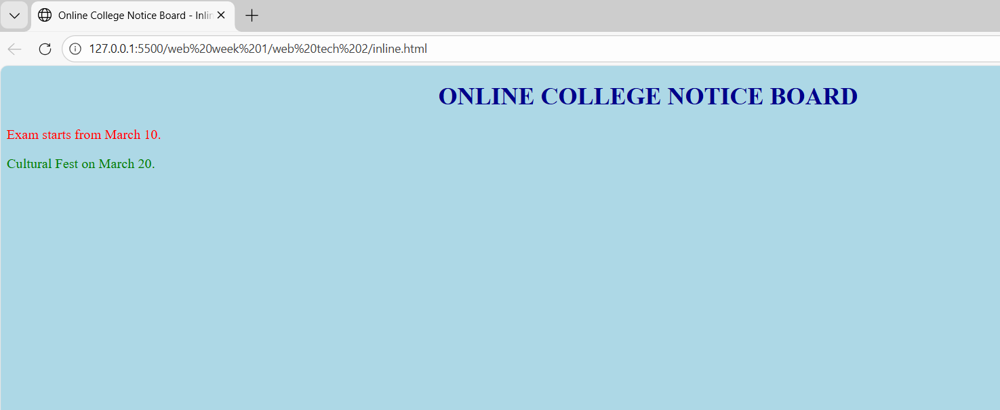 Online College Notice Board - Inlin
127.0.0.1:5500/web%20week%201/web%20tech%202/inline.html
ONLINE COLLEGE NOTICE BOARD
Exam starts from March 10.
Cultural Fest on March 20.